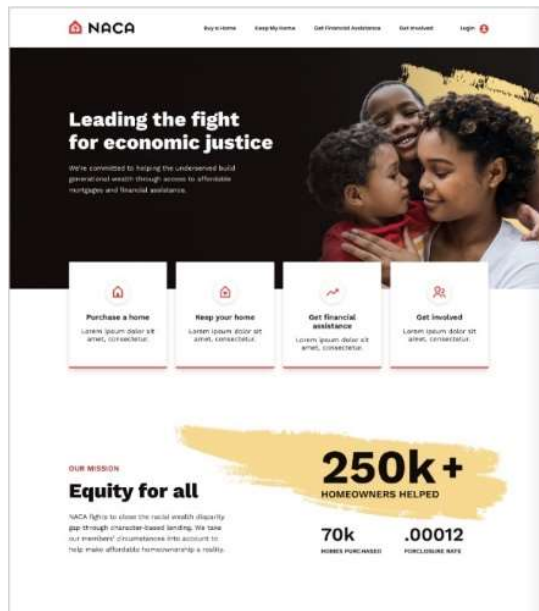 NACA
Buy a Home Keep My Home Get Financial Assistance Get Involved Login
Leading the fight
for economic justice
We're committed to helping the underserved build
generational wealth through access to affordable
mortgages and financial assistance.
Purchase a home
Lorem ipsum dolor sit
amet, consectetur.
Keep your home
Lorem ipsum dolor sit
amet, consectetur.
Get financial
assistance
Lorem ipsum dolor sit
amet, consectetur.
Get involved
Lorem ipsum dolor sit
amet, consectetur.
OUR MISSION
Equity for all
NACA fights to close the racial wealth disparity
gap through character-based lending. We take
our members' circumstances into account to
help make affordable homeownership a reality.
250k+
HOMEOWNERS HELPED
70k
HOMES PURCHASED
.00012
FORCLOSURE RATE